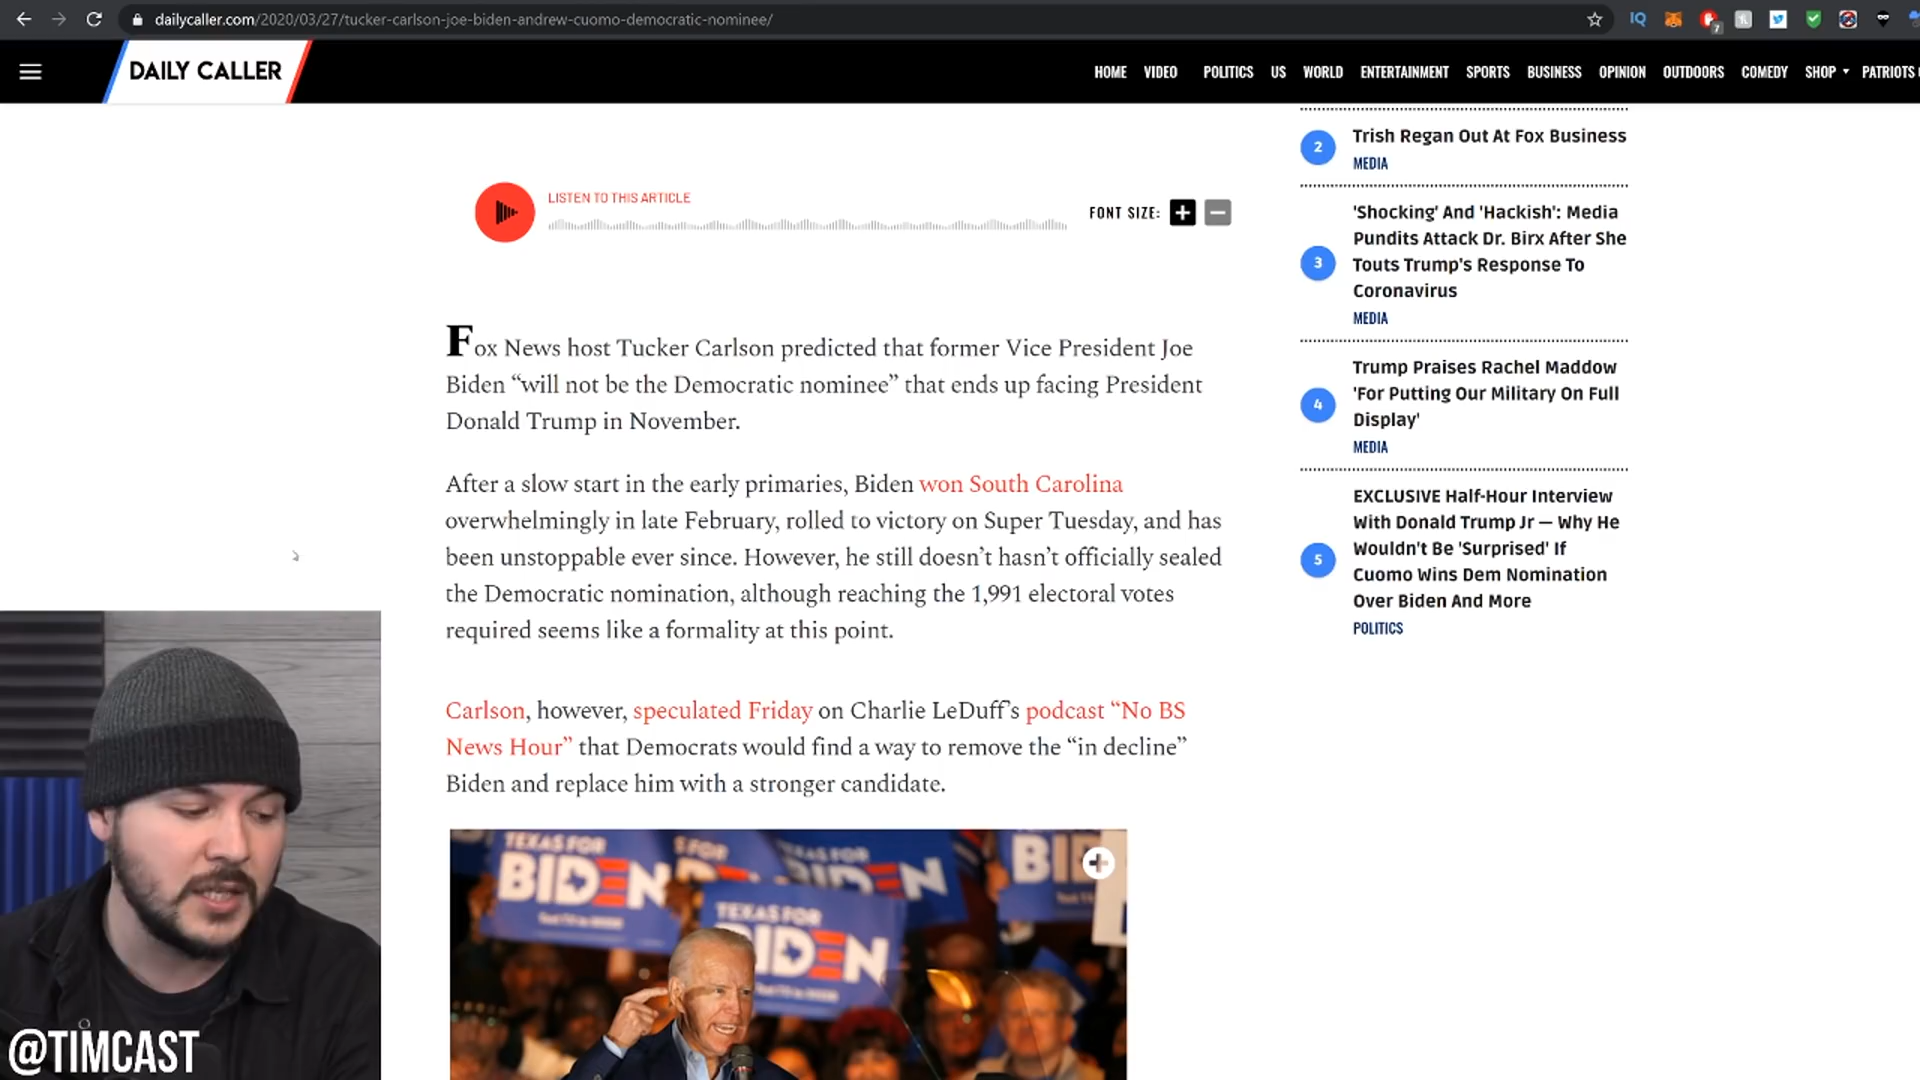 dailycaller.com/2020/03/27/tucker-carlson-joe-biden-andrew-cuomo-democratic-nominee/
IQ
7
DAILY CALLER
HOME VIDEO POLITICS US WORLD ENTERTAINMENT SPORTS BUSINESS OPINION OUTDOORS COMEDY SHOP PATRIOTS
LISTEN TO THIS ARTICLE
FONT SIZE:
Fox News host Tucker Carlson predicted that former Vice President Joe
Biden “will not be the Democratic nominee” that ends up facing President
Donald Trump in November.
After a slow start in the early primaries, Biden won South Carolina
overwhelmingly in late February, rolled to victory on Super Tuesday, and has
been unstoppable ever since. However, he still doesn’t hasn’t officially sealed
the Democratic nomination, although reaching the 1,991 electoral votes
required seems like a formality at this point.
Carlson, however, speculated Friday on Charlie LeDuff’s podcast “No BS
News Hour” that Democrats would find a way to remove the “in decline”
Biden and replace him with a stronger candidate.
2
Trish Regan Out At Fox Business
MEDIA
3
'Shocking' And 'Hackish': Media
Pundits Attack Dr. Birx After She
Touts Trump's Response To
Coronavirus
MEDIA
4
Trump Praises Rachel Maddow
'For Putting Our Military On Full
Display'
MEDIA
5
EXCLUSIVE Half-Hour Interview
With Donald Trump Jr — Why He
Wouldn't Be 'Surprised' If
Cuomo Wins Dem Nomination
Over Biden And More
POLITICS
TEXAS FOR
BIDEN
TEXAS FOR
BIDEN
@TIMCAST